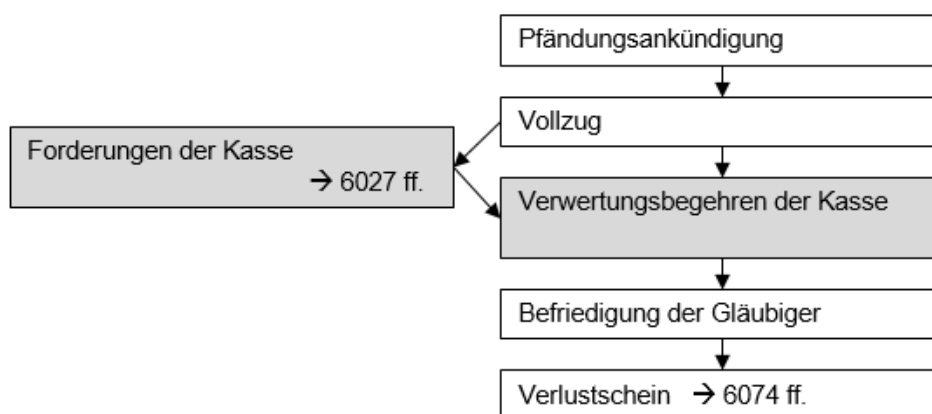 Pfändungsankündigung
Vollzug
Forderungen der Kasse
→ 6027 ff.
Verwertungsbegehren der Kasse
Befriedigung der Gläubiger
Verlustschein → 6074 ff.